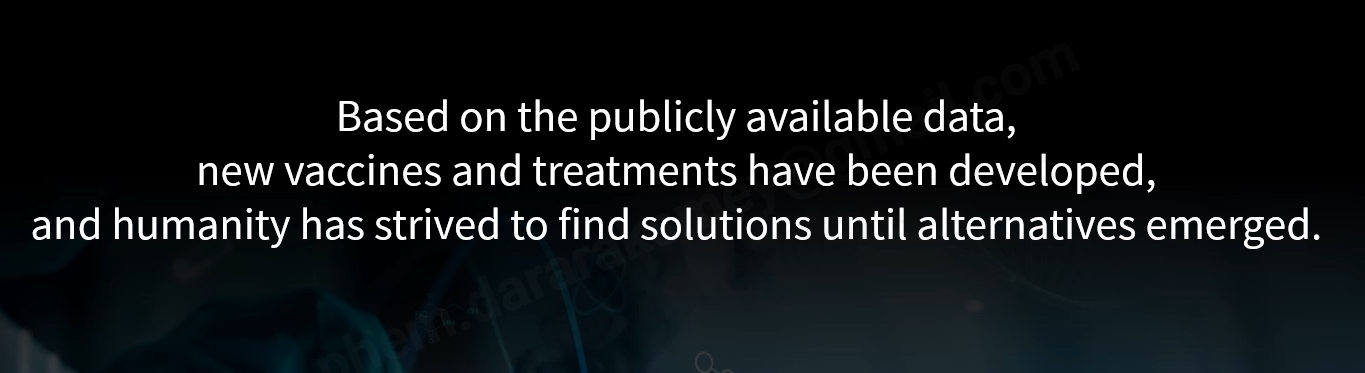 Based on the publicly available data,
new vaccines and treatments have been developed,
and humanity has strived to find solutions until alternatives emerged.